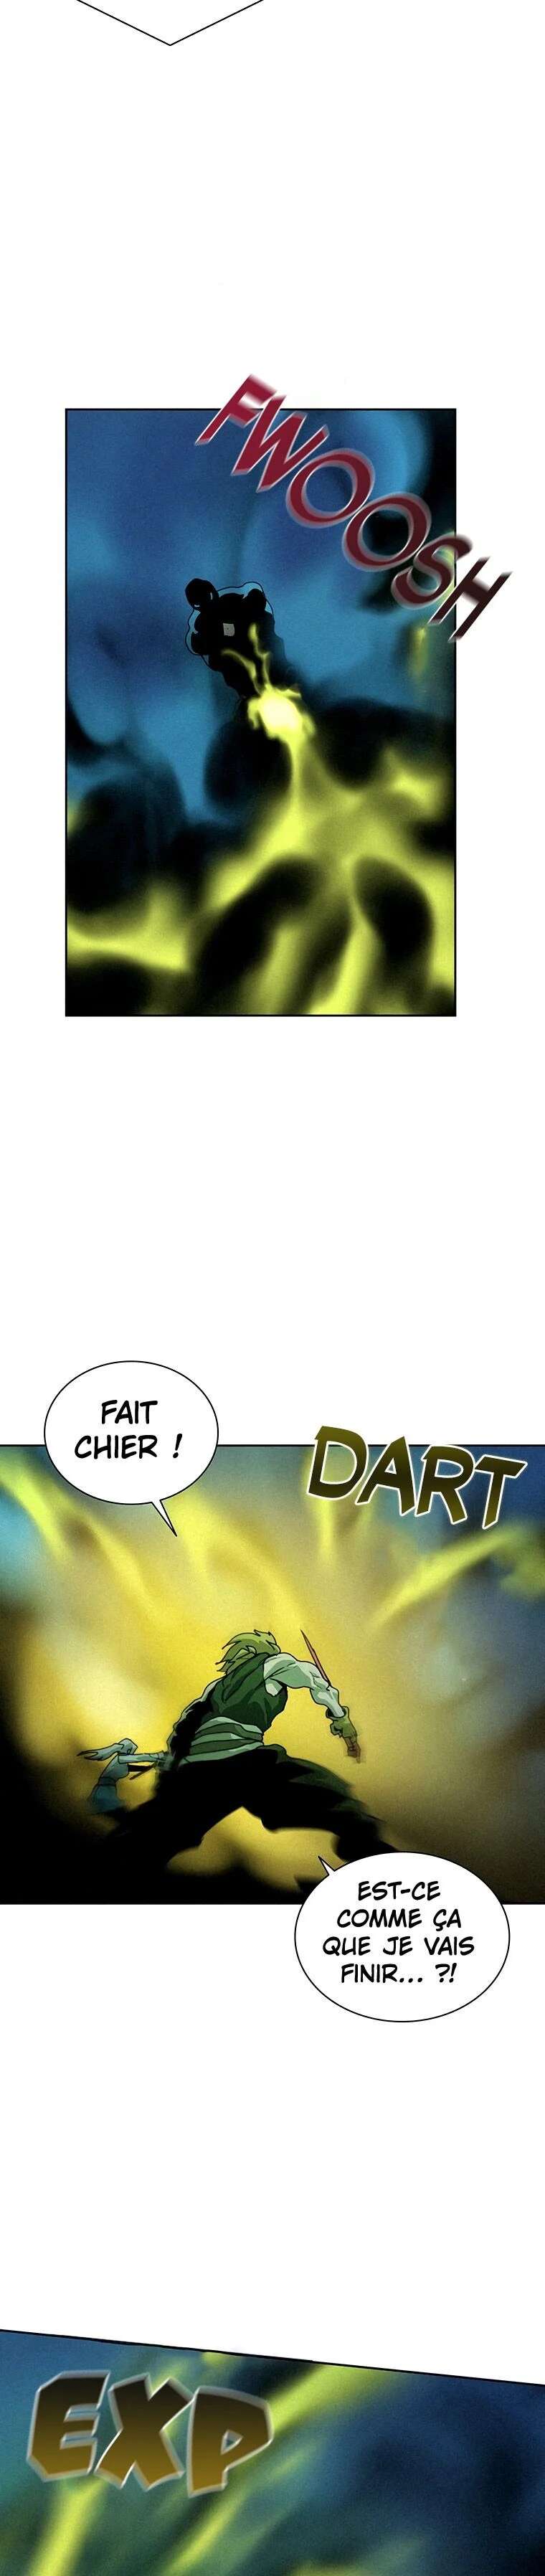 FWOOSH
FAIT
CHIER !
DART
EST-CE
COMME ÇA
QUE JE VAIS
FINIR... ?!
EXP